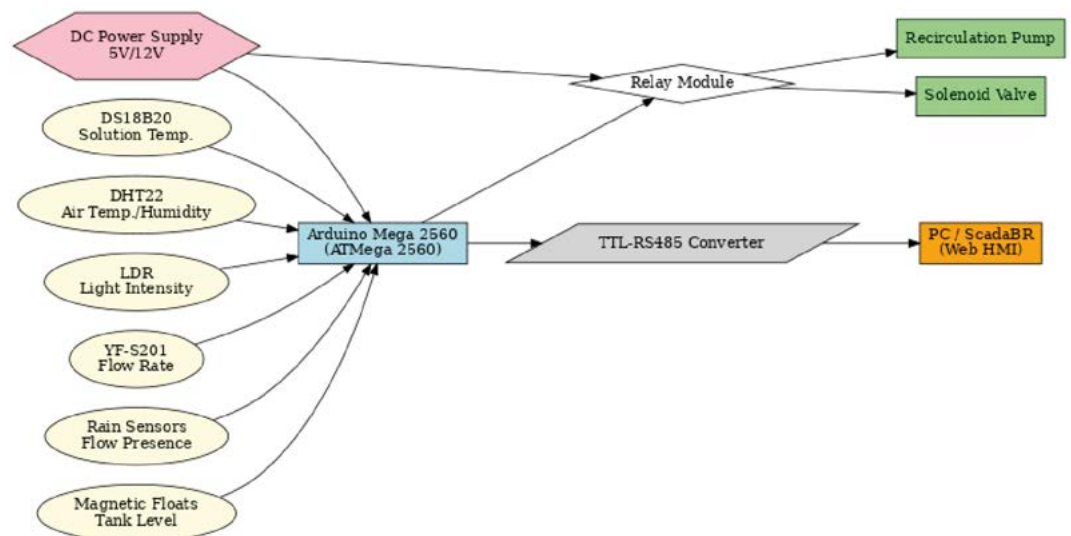 DC Power Supply
5V/12V
Recirculation Pump
Relay Module
Solenoid Valve
DS18B20
Solution Temp.
DHT22
Air Temp./Humidity
Arduino Mega 2560
(ATMega 2560)
TTL-RS485 Converter
PC / ScadaBR
(Web HMI)
LDR
Light Intensity
YF-S201
Flow Rate
Rain Sensors
Flow Presence
Magnetic Floats
Tank Level